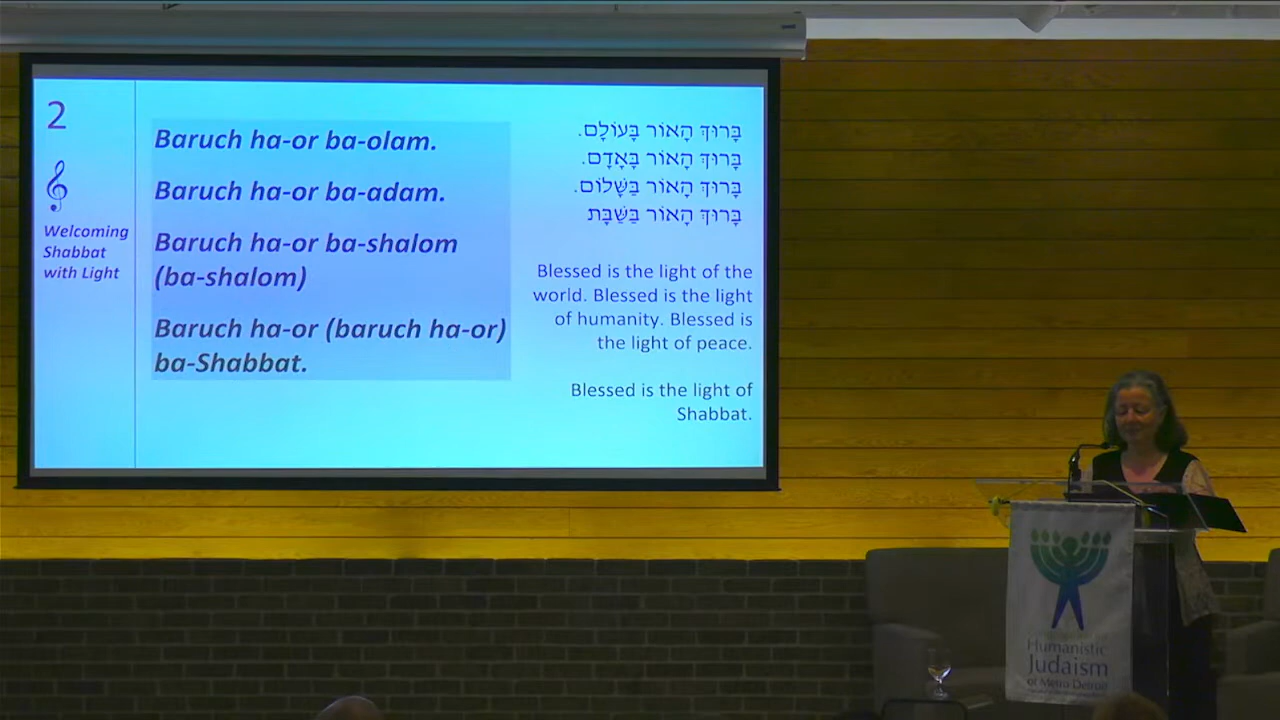 2
Welcoming
Shabbat
with Light
Baruch ha-or ba-olam.
Baruch ha-or ba-adam.
Baruch ha-or ba-shalom
(ba-shalom)
Baruch ha-or (baruch ha-or)
ba-Shabbat.
בָּרוּךְ הָאוֹר בָּעוֹלָם.
בָּרוּךְ הָאוֹר בָּאָדָם.
בָּרוּךְ הָאוֹר בַּשָּׁלוֹם.
בָּרוּךְ הָאוֹר בַּשַּׁבָּת
Blessed is the light of the
world. Blessed is the light
of humanity. Blessed is
the light of peace.
Blessed is the light of
Shabbat.
Humanistic
Judaism
of Metro Detroit